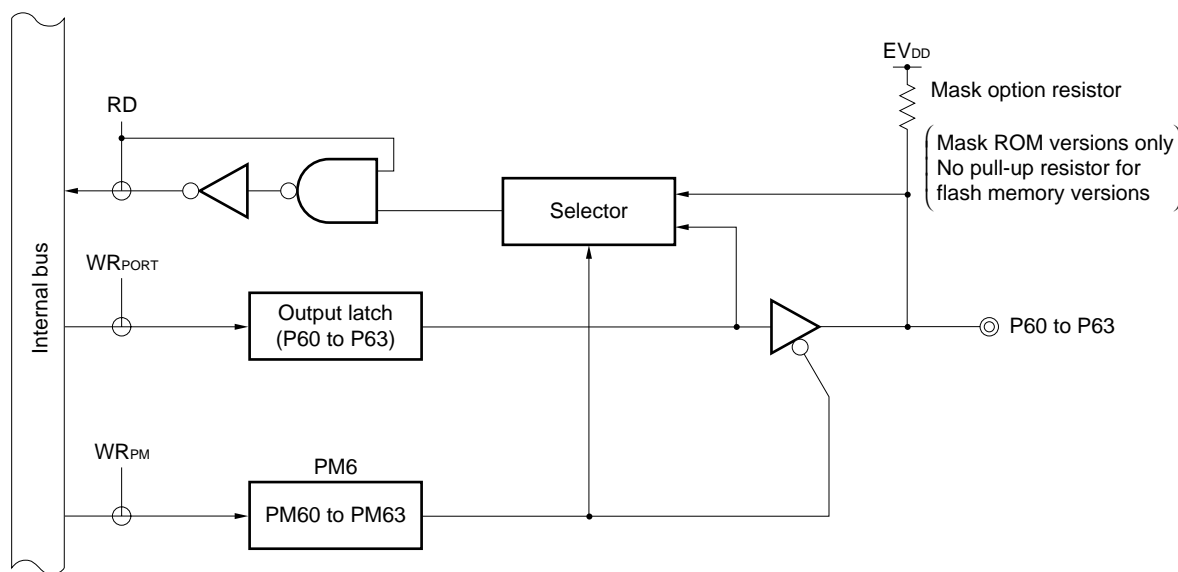 EVDD
Mask option resistor
Mask ROM versions only
No pull-up resistor for
flash memory versions
RD
Selector
Internal bus
WRPORT
Output latch
(P60 to P63)
P60 to P63
WRPM
PM6
PM60 to PM63